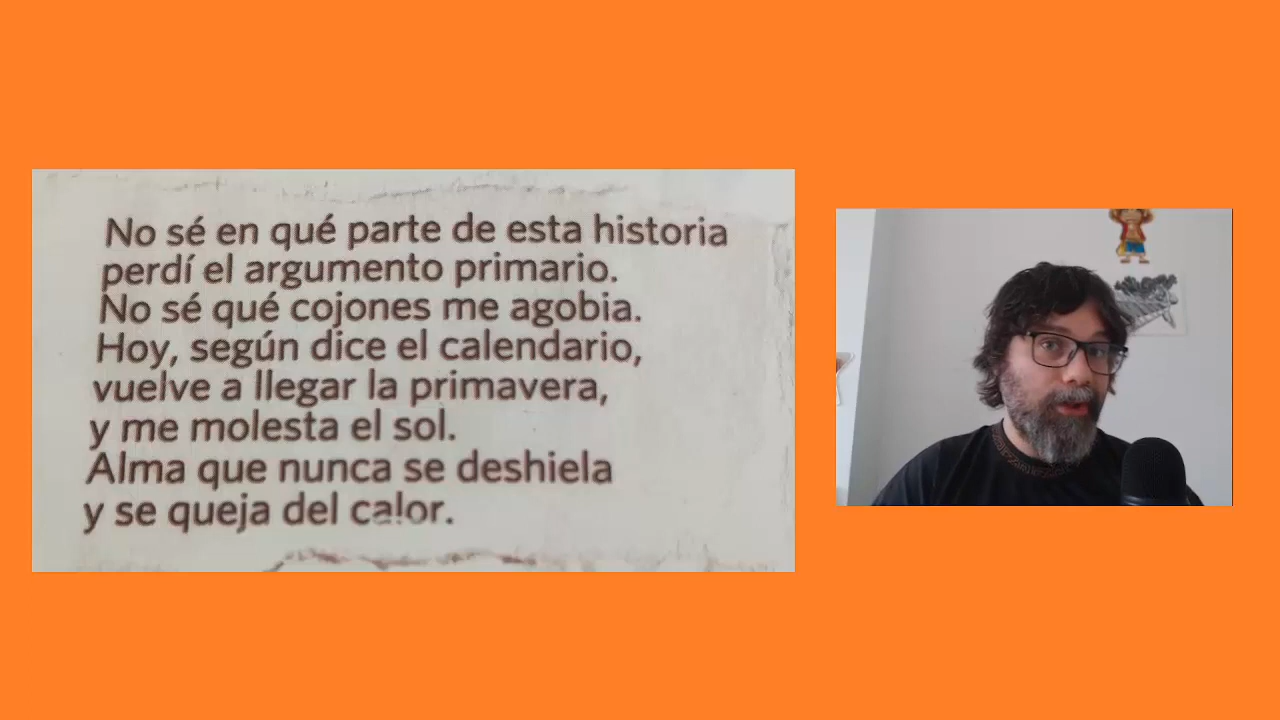 No sé en qué parte de esta historia
perdí el argumento primario.
No sé qué cojones me agobia.
Hoy, según dice el calendario,
vuelve a llegar la primavera,
y me molesta el sol.
Alma que nunca se deshiela
y se queja del calor.